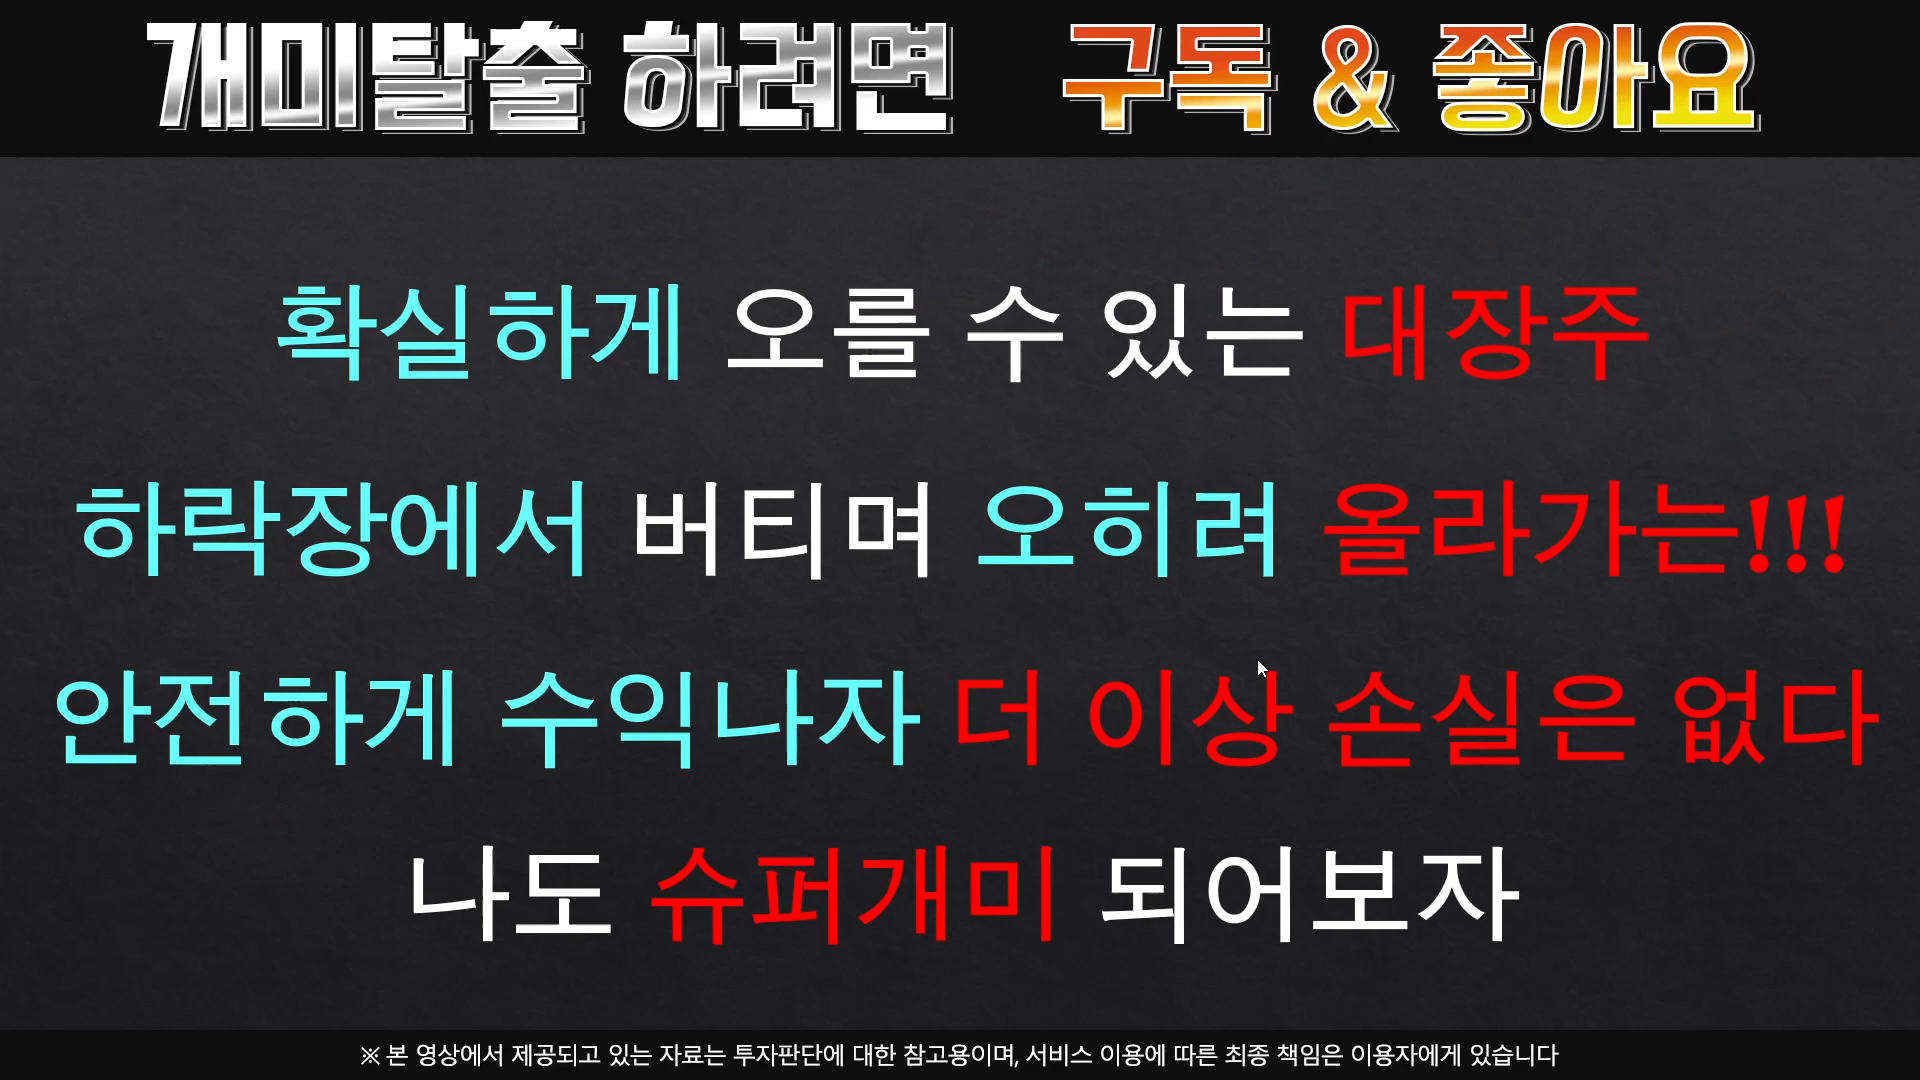 개미탈출 하려면 구독 & 좋아요
확실하게 오를 수 있는 대장주
하락장에서 버티며 오히려 올라가는!!!
안전하게 수익나자 더 이상 손실은 없다
나도 슈퍼개미 되어보자
※ 본 영상에서 제공되고 있는 자료는 투자판단에 대한 참고용이며, 서비스 이용에 따른 최종 책임은 이용자에게 있습니다